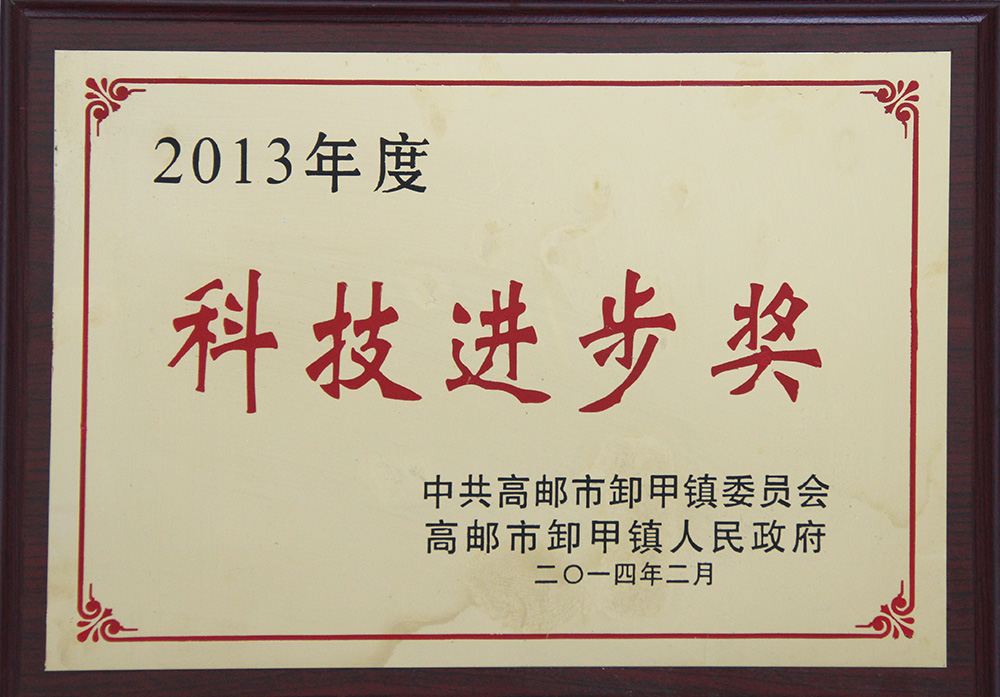 2013年度
科技进步奖
中共高邮市卸甲镇委员会
高邮市卸甲镇人民政府
二〇一四年二月